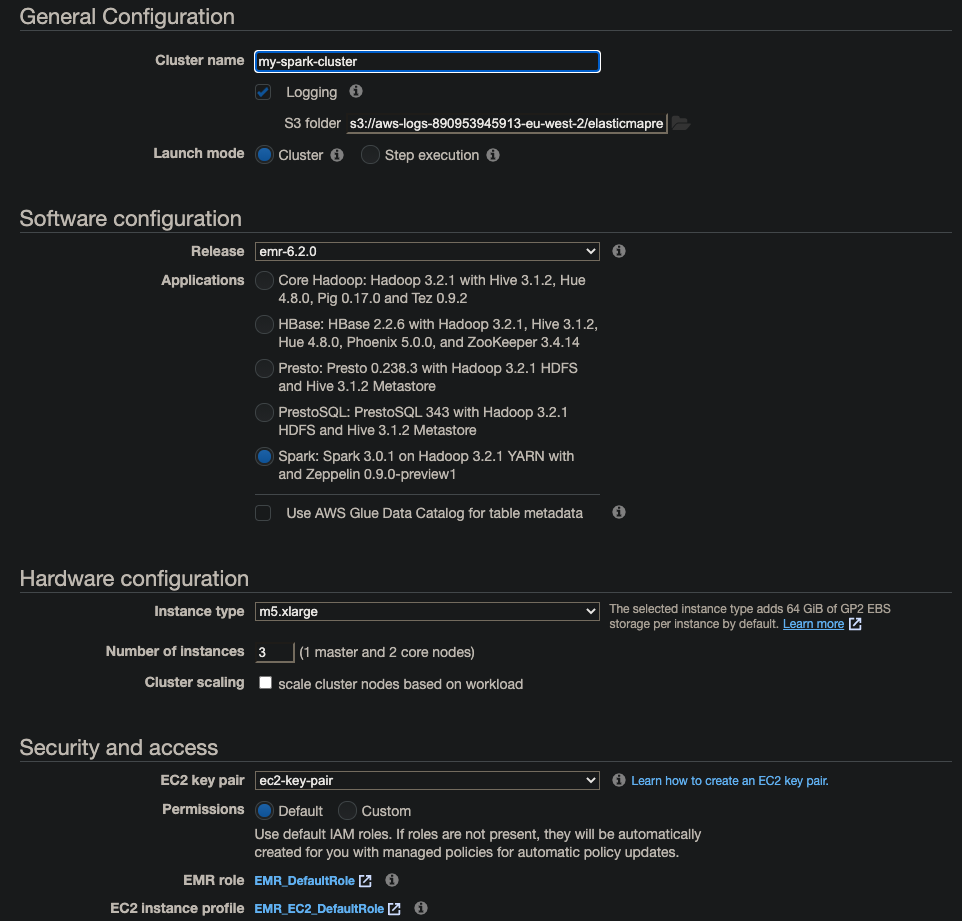 General Configuration
Cluster name my-spark-cluster
Logging
S3 folder s3://aws-logs-890953945913-eu-west-2/elasticmapre
Launch mode Cluster Step execution
Software configuration
Release emr-6.2.0
Applications Core Hadoop: Hadoop 3.2.1 with Hive 3.1.2, Hue
4.8.0, Pig 0.17.0 and Tez 0.9.2
HBase: HBase 2.2.6 with Hadoop 3.2.1, Hive 3.1.2,
Hue 4.8.0, Phoenix 5.0.0, and ZooKeeper 3.4.14
Presto: Presto 0.238.3 with Hadoop 3.2.1 HDFS
and Hive 3.1.2 Metastore
PrestoSQL: PrestoSQL 343 with Hadoop 3.2.1
HDFS and Hive 3.1.2 Metastore
Spark: Spark 3.0.1 on Hadoop 3.2.1 YARN with
and Zeppelin 0.9.0-preview1
Use AWS Glue Data Catalog for table metadata
Hardware configuration
Instance type m5.xlarge The selected instance type adds 64 GiB of GP2 EBS
storage per instance by default. Learn more
Number of instances 3 (1 master and 2 core nodes)
Cluster scaling scale cluster nodes based on workload
Security and access
EC2 key pair ec2-key-pair Learn how to create an EC2 key pair.
Permissions Default Custom
Use default IAM roles. If roles are not present, they will be automatically
created for you with managed policies for automatic policy updates.
EMR role EMR_DefaultRole
EC2 instance profile EMR_EC2_DefaultRole